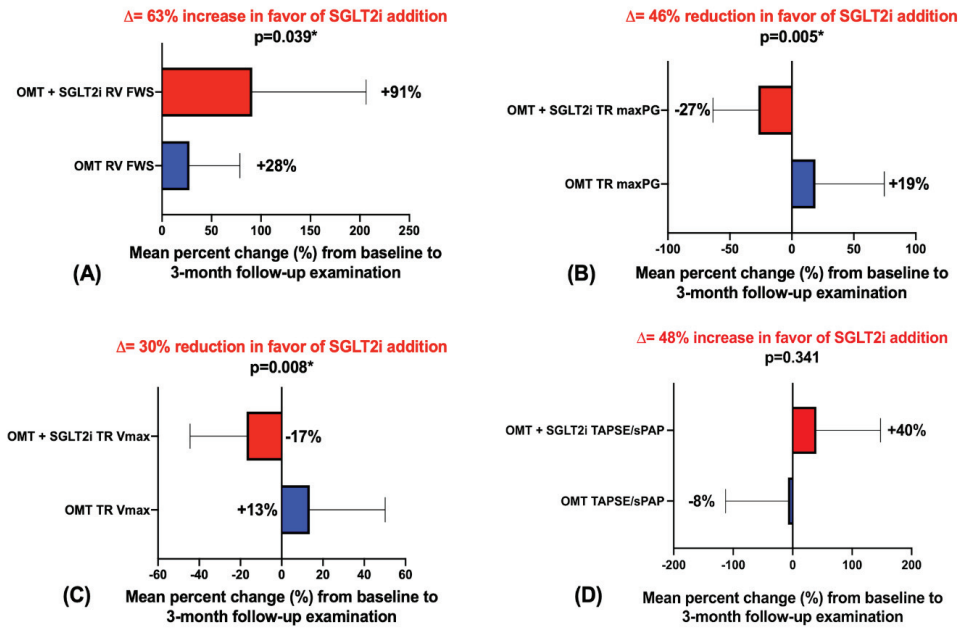 Δ= 63% increase in favor of SGLT2i addition
p=0.039*
OMT + SGLT2i RV FWS
+91%
OMT RV FWS
+28%
0
50
100
150
200
250
Mean percent change (%) from baseline to
3-month follow-up examination
(A)
Δ= 46% reduction in favor of SGLT2i addition
p=0.005*
OMT + SGLT2i TR maxPG
-27%
OMT TR maxPG
+19%
-100
-50
0
50
100
Mean percent change (%) from baseline to
3-month follow-up examination
(B)
Δ= 30% reduction in favor of SGLT2i addition
p=0.008*
OMT + SGLT2i TR Vmax
-17%
OMT TR Vmax
+13%
-60
-40
-20
0
20
40
60
Mean percent change (%) from baseline to
3-month follow-up examination
(C)
Δ= 48% increase in favor of SGLT2i addition
p=0.341
OMT + SGLT2i TAPSE/sPAP
+40%
OMT TAPSE/sPAP
-8%
-200
-100
0
100
200
Mean percent change (%) from baseline to
3-month follow-up examination
(D)